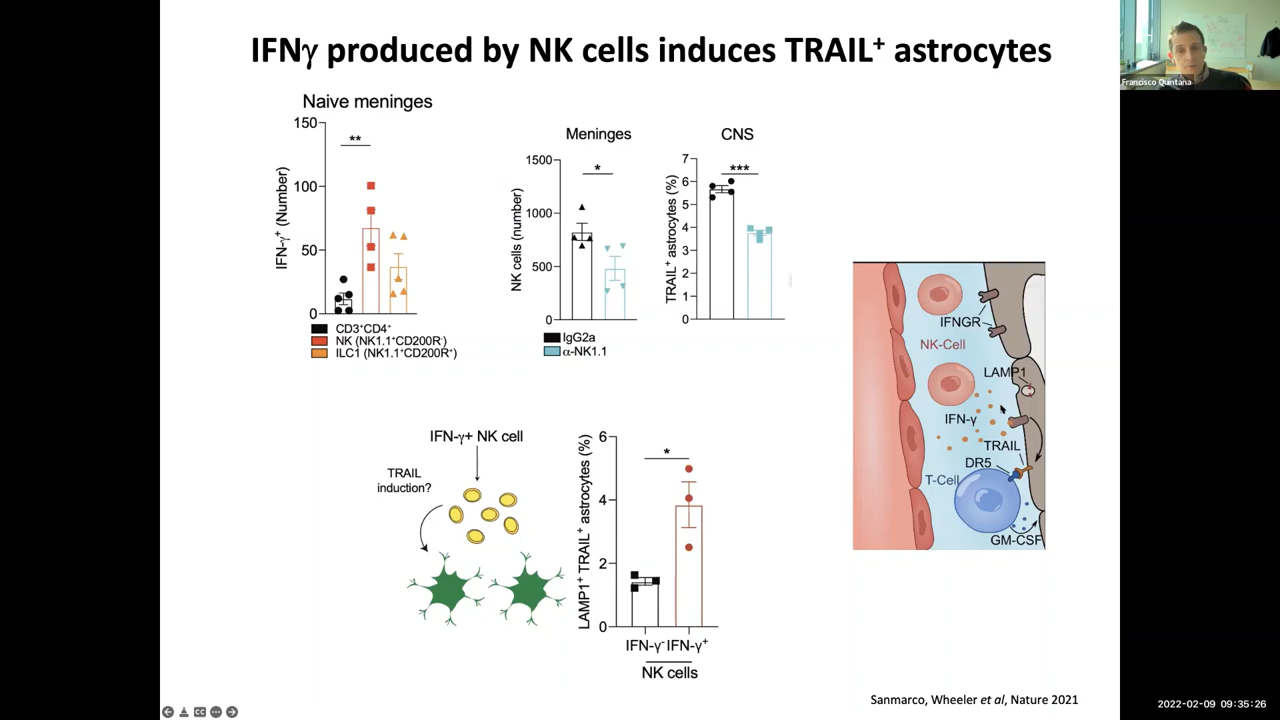 IFNγ produced by NK cells induces TRAIL⁺ astrocytes
Francisco Quintana
Naive meninges
150
100
50
0
IFN-γ⁺ (Number)
**
CD3⁺CD4⁺
NK (NK1.1⁺CD200R⁻)
ILC1 (NK1.1⁺CD200R⁺)
Meninges
1500
1000
500
0
NK cells (number)
*
IgG2a
α-NK1.1
CNS
7
6
5
4
3
2
1
0
TRAIL⁺ astrocytes (%)
***
IFNGR
NK-Cell
LAMP1
IFN-γ
TRAIL
DR5
T-Cell
GM-CSF
IFN-γ+ NK cell
TRAIL
induction?
6
4
2
0
LAMP1⁺ TRAIL⁺ astrocytes (%)
*
IFN-γ⁻ IFN-γ⁺
NK cells
Sanmarco, Wheeler et al, Nature 2021
2022-02-09 09:35:26